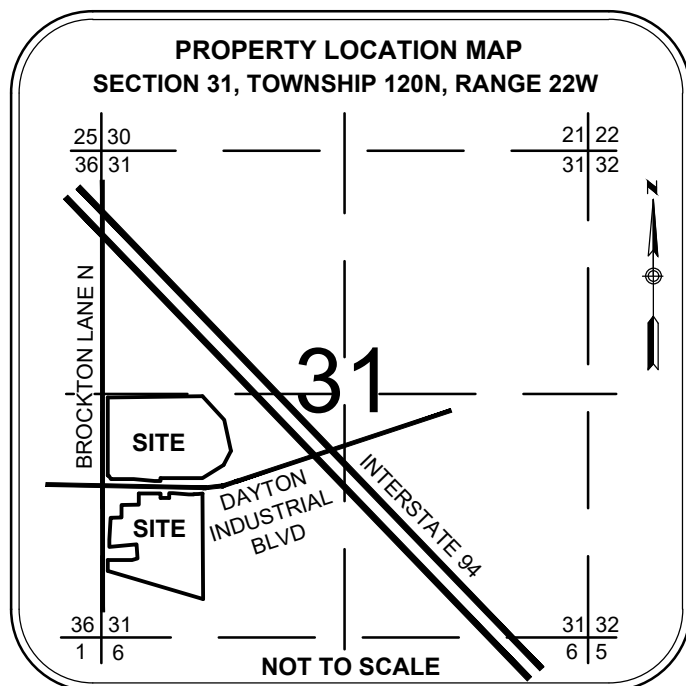 PROPERTY LOCATION MAP
SECTION 31, TOWNSHIP 120N, RANGE 22W
25 30
36 31
21 22
31 32
N
BROCKTON LANE N
31
SITE
SITE
DAYTON
INDUSTRIAL
BLVD
INTERSTATE 94
36 31
1 6
31 32
6 5
NOT TO SCALE